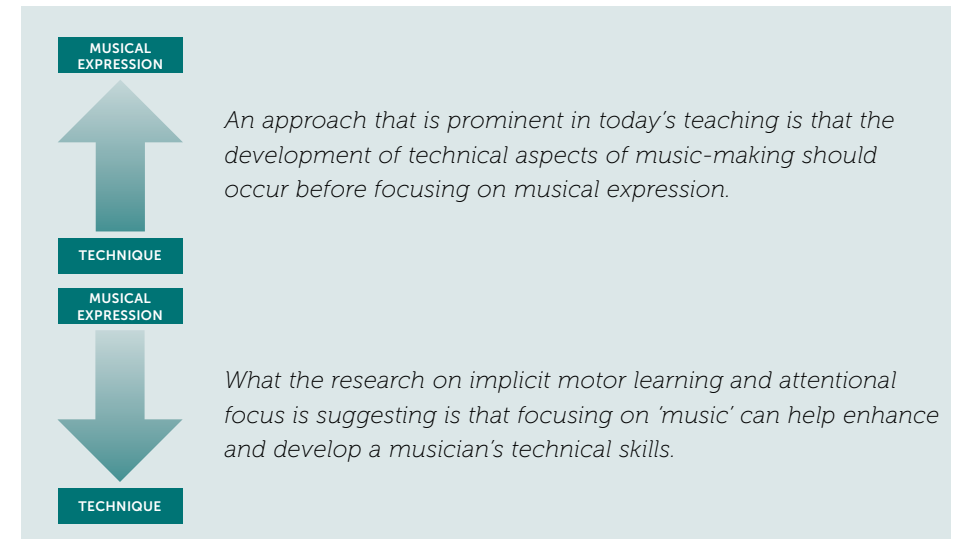 MUSICAL
EXPRESSION
An approach that is prominent in today’s teaching is that the
development of technical aspects of music-making should
occur before focusing on musical expression.
TECHNIQUE
MUSICAL
EXPRESSION
What the research on implicit motor learning and attentional
focus is suggesting is that focusing on ‘music’ can help enhance
and develop a musician’s technical skills.
TECHNIQUE